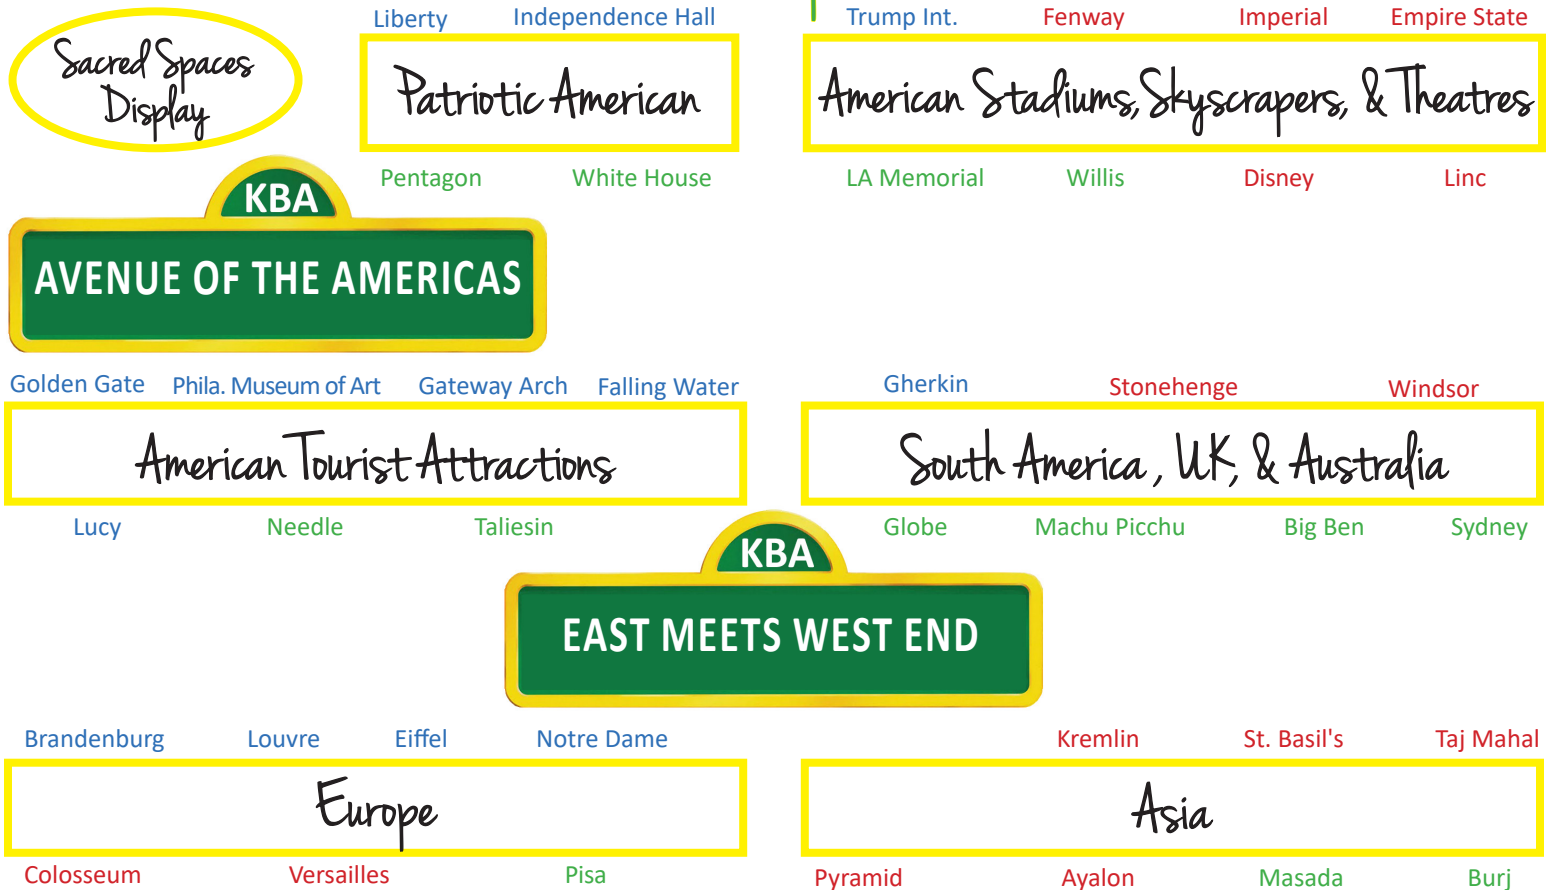 Liberty Independence Hall Trump Int. Fenway Imperial Empire State
Sacred Spaces
Display
Patriotic American
American Stadiums, Skyscrapers, & Theatres
Pentagon White House LA Memorial Willis Disney Linc
KBA
AVENUE OF THE AMERICAS
Golden Gate Phila. Museum of Art Gateway Arch Falling Water Gherkin Stonehenge Windsor
American Tourist Attractions
South America, UK, & Australia
Lucy Needle Taliesin Globe Machu Picchu Big Ben Sydney
KBA
EAST MEETS WEST END
Brandenburg Louvre Eiffel Notre Dame Kremlin St. Basil's Taj Mahal
Europe
Asia
Colosseum Versailles Pisa Pyramid Ayalon Masada Burj